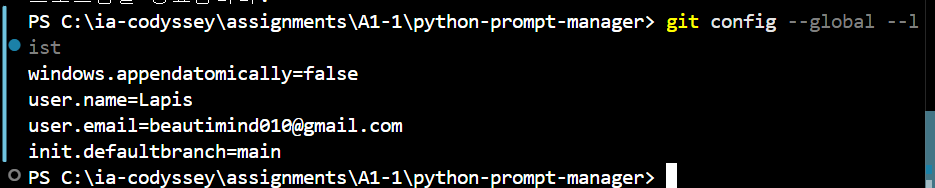 PS C:\ia-codyssey\assignments\A1-1\python-prompt-manager> git config --global --l
ist
windows.appendatomically=false
user.name=Lapis
user.email=beautimind010@gmail.com
init.defaultbranch=main
PS C:\ia-codyssey\assignments\A1-1\python-prompt-manager>